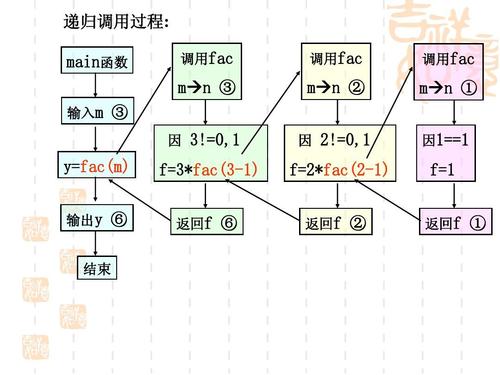 递归调用过程:
main函数
输入m ③
y=fac(m)
输出y ⑥
结束
调用fac
m→n ③
因 3!=0,1
f=3*fac(3-1)
返回f ⑥
调用fac
m→n ②
因 2!=0,1
f=2*fac(2-1)
返回f ②
调用fac
m→n ①
因1==1
f=1
返回f ①